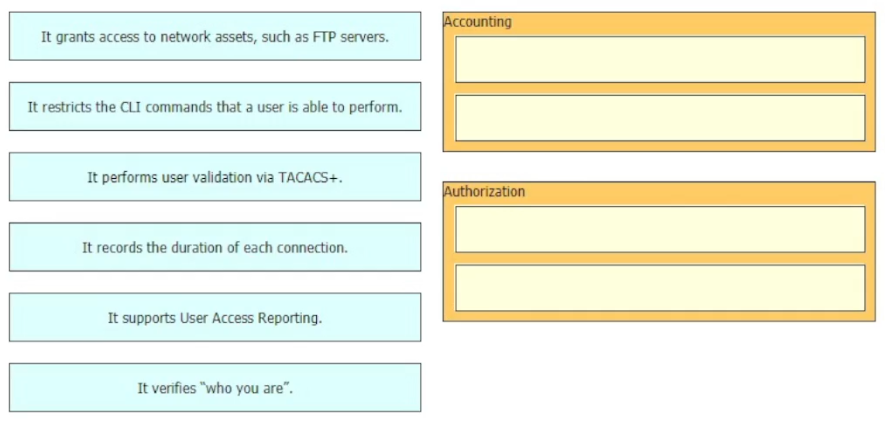 It grants access to network assets, such as FTP servers.
It restricts the CLI commands that a user is able to perform.
It performs user validation via TACACS+.
It records the duration of each connection.
It supports User Access Reporting.
It verifies “who you are”.
Accounting
Authorization